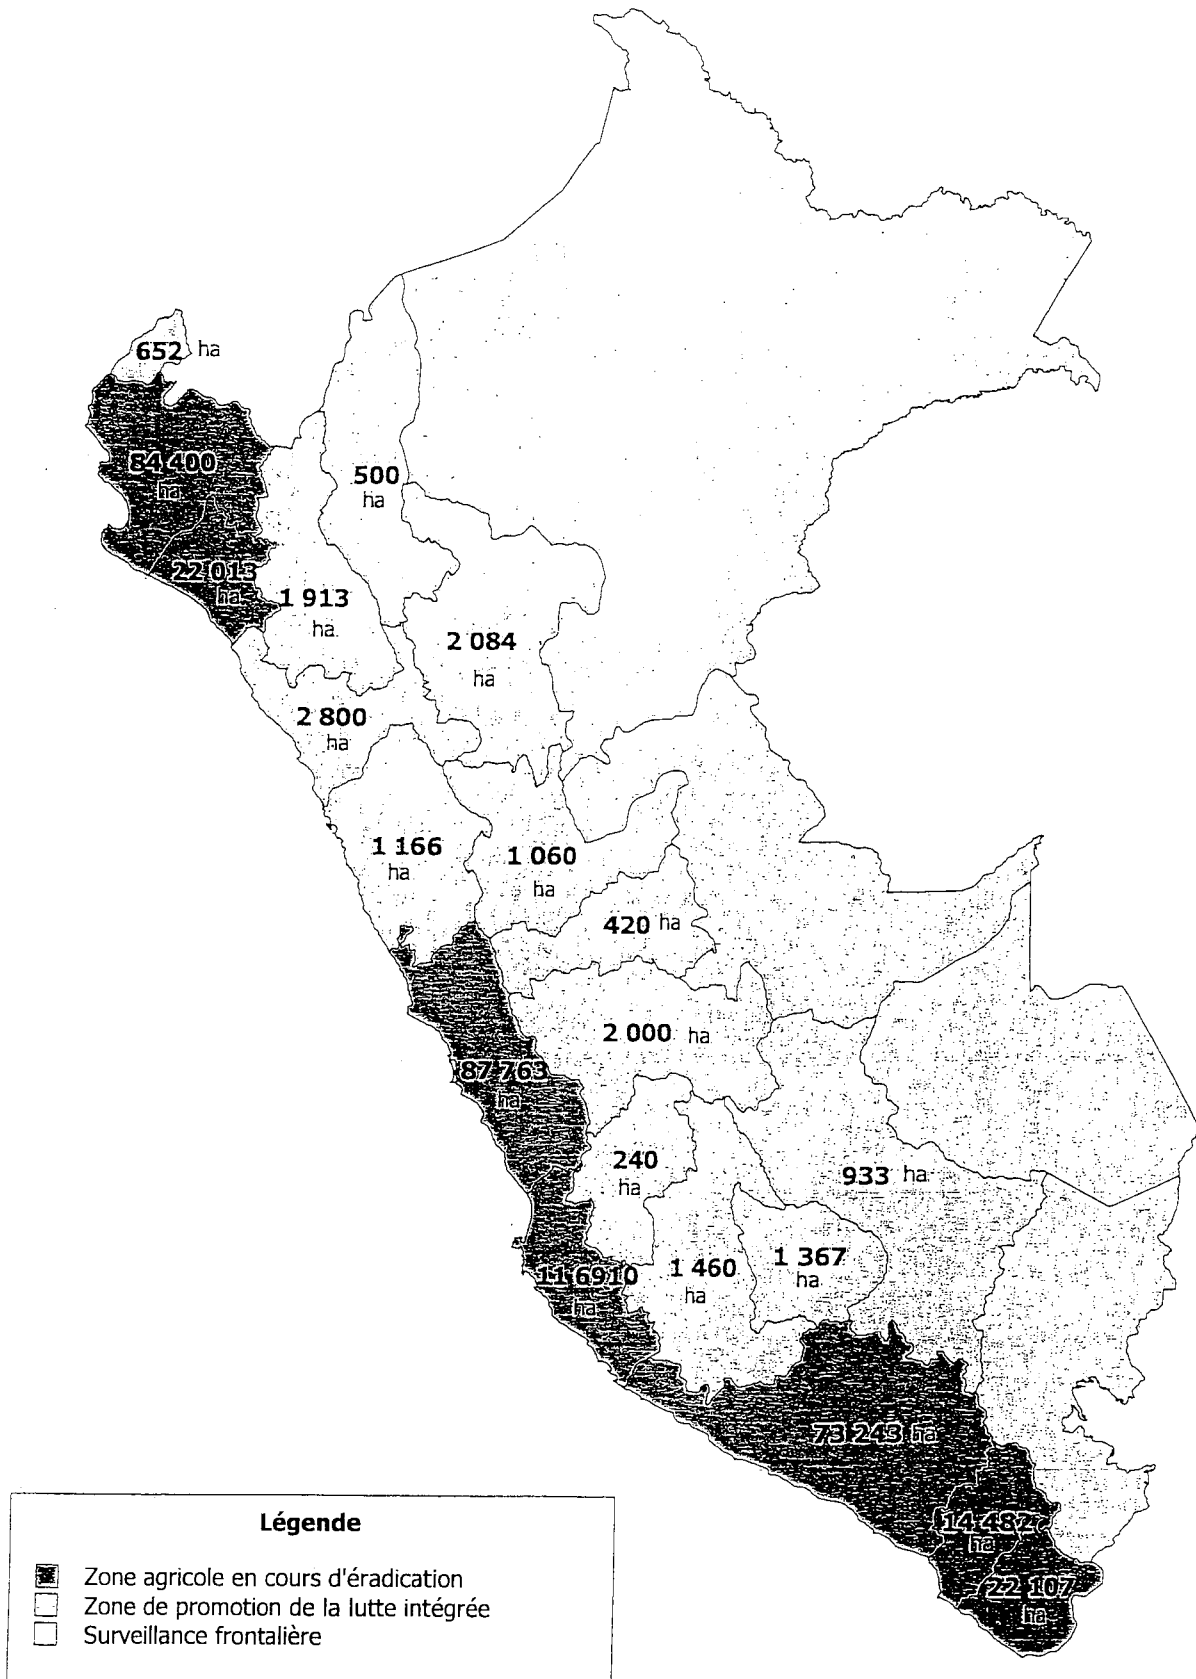 652 ha
84 400
ha
500
ha
22 013
ha
1 913
ha
2 084
ha
2 800
ha
1 166
ha
1 060
ha
420 ha
2 000 ha
87 763
ha
240
ha
933 ha
1 367
ha
1 460
ha
11 6910
ha
73 243 ha
14 482
ha
22 107
ha
Légende
Zone agricole en cours d'éradication
Zone de promotion de la lutte intégrée
Surveillance frontalière